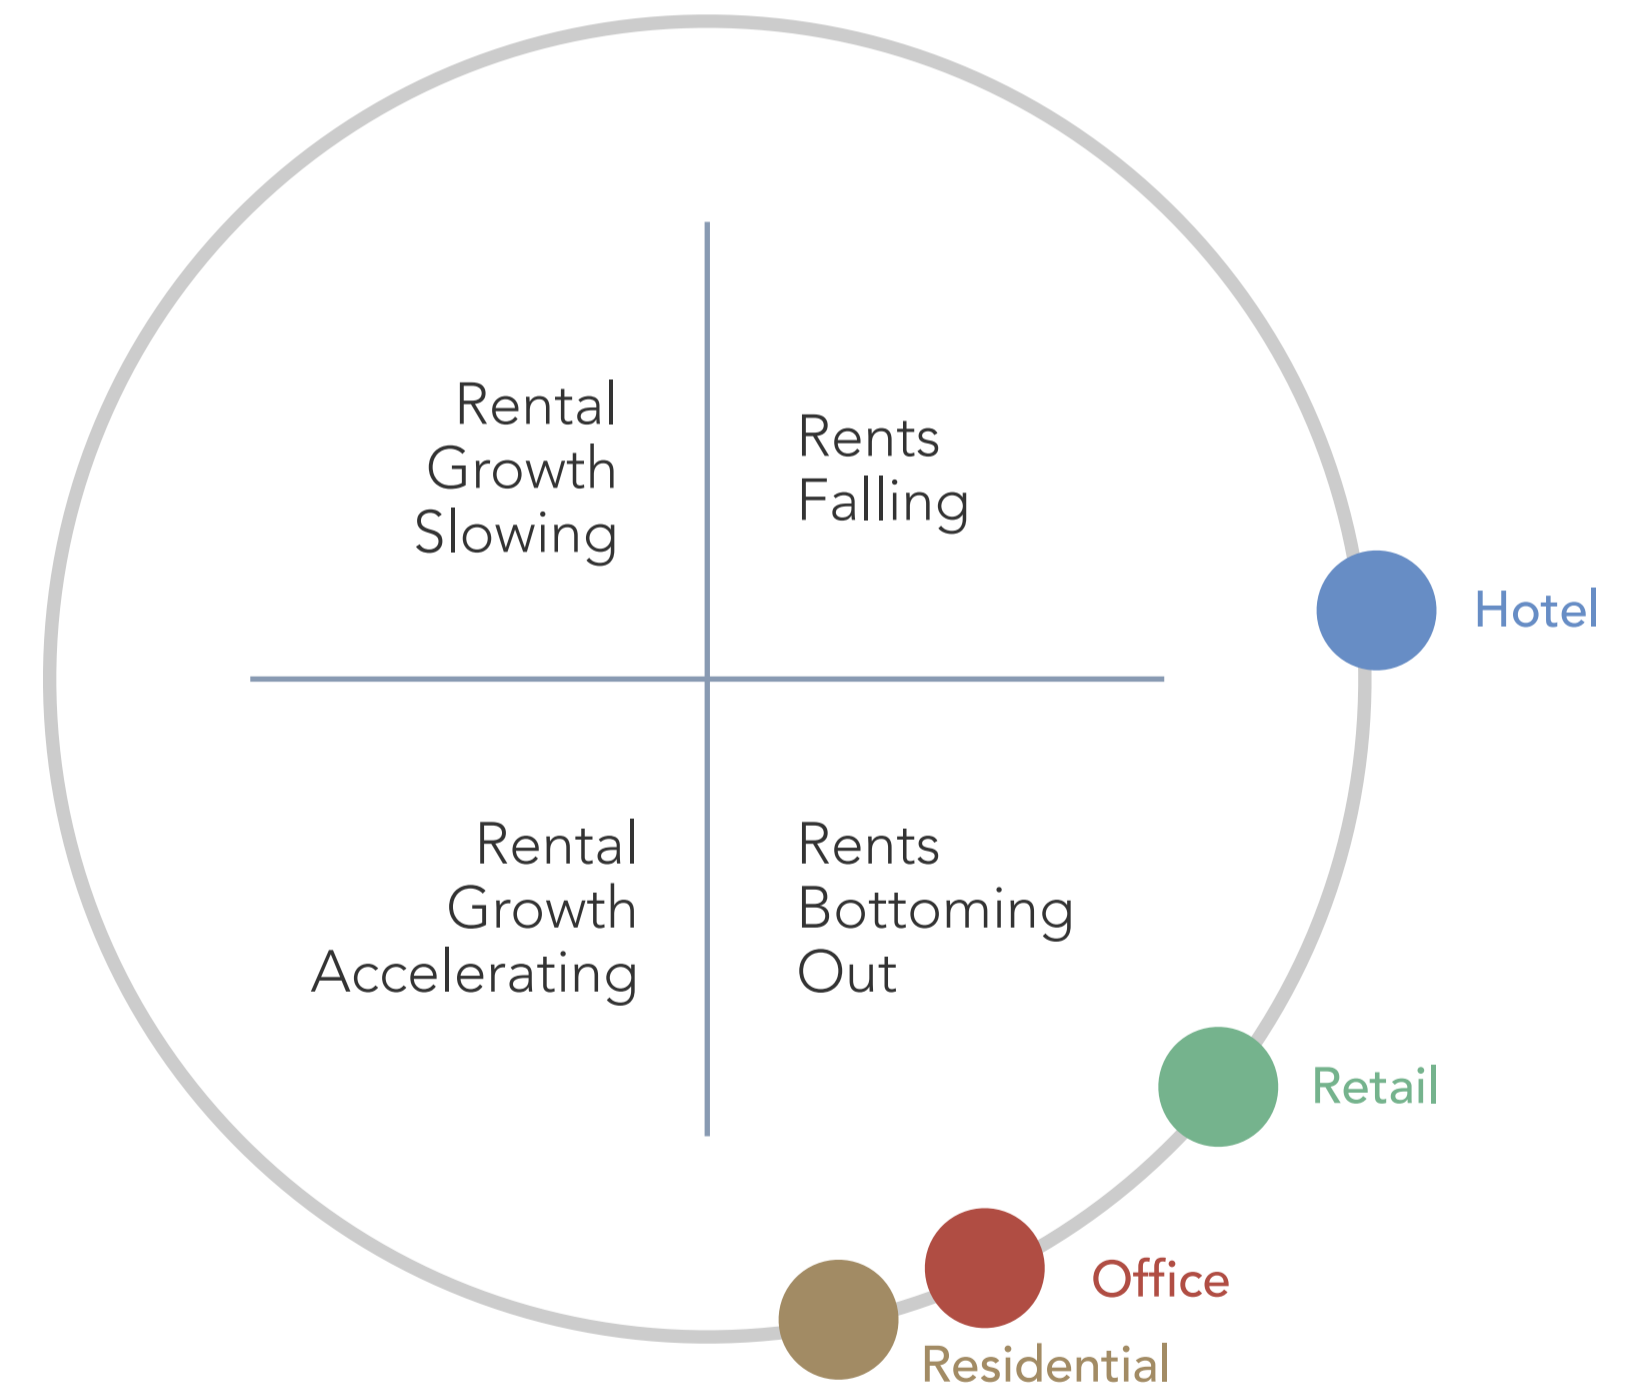 Rental
Growth
Slowing
Rents
Falling
Hotel
Rental
Growth
Accelerating
Rents
Bottoming
Out
Retail
Office
Residential